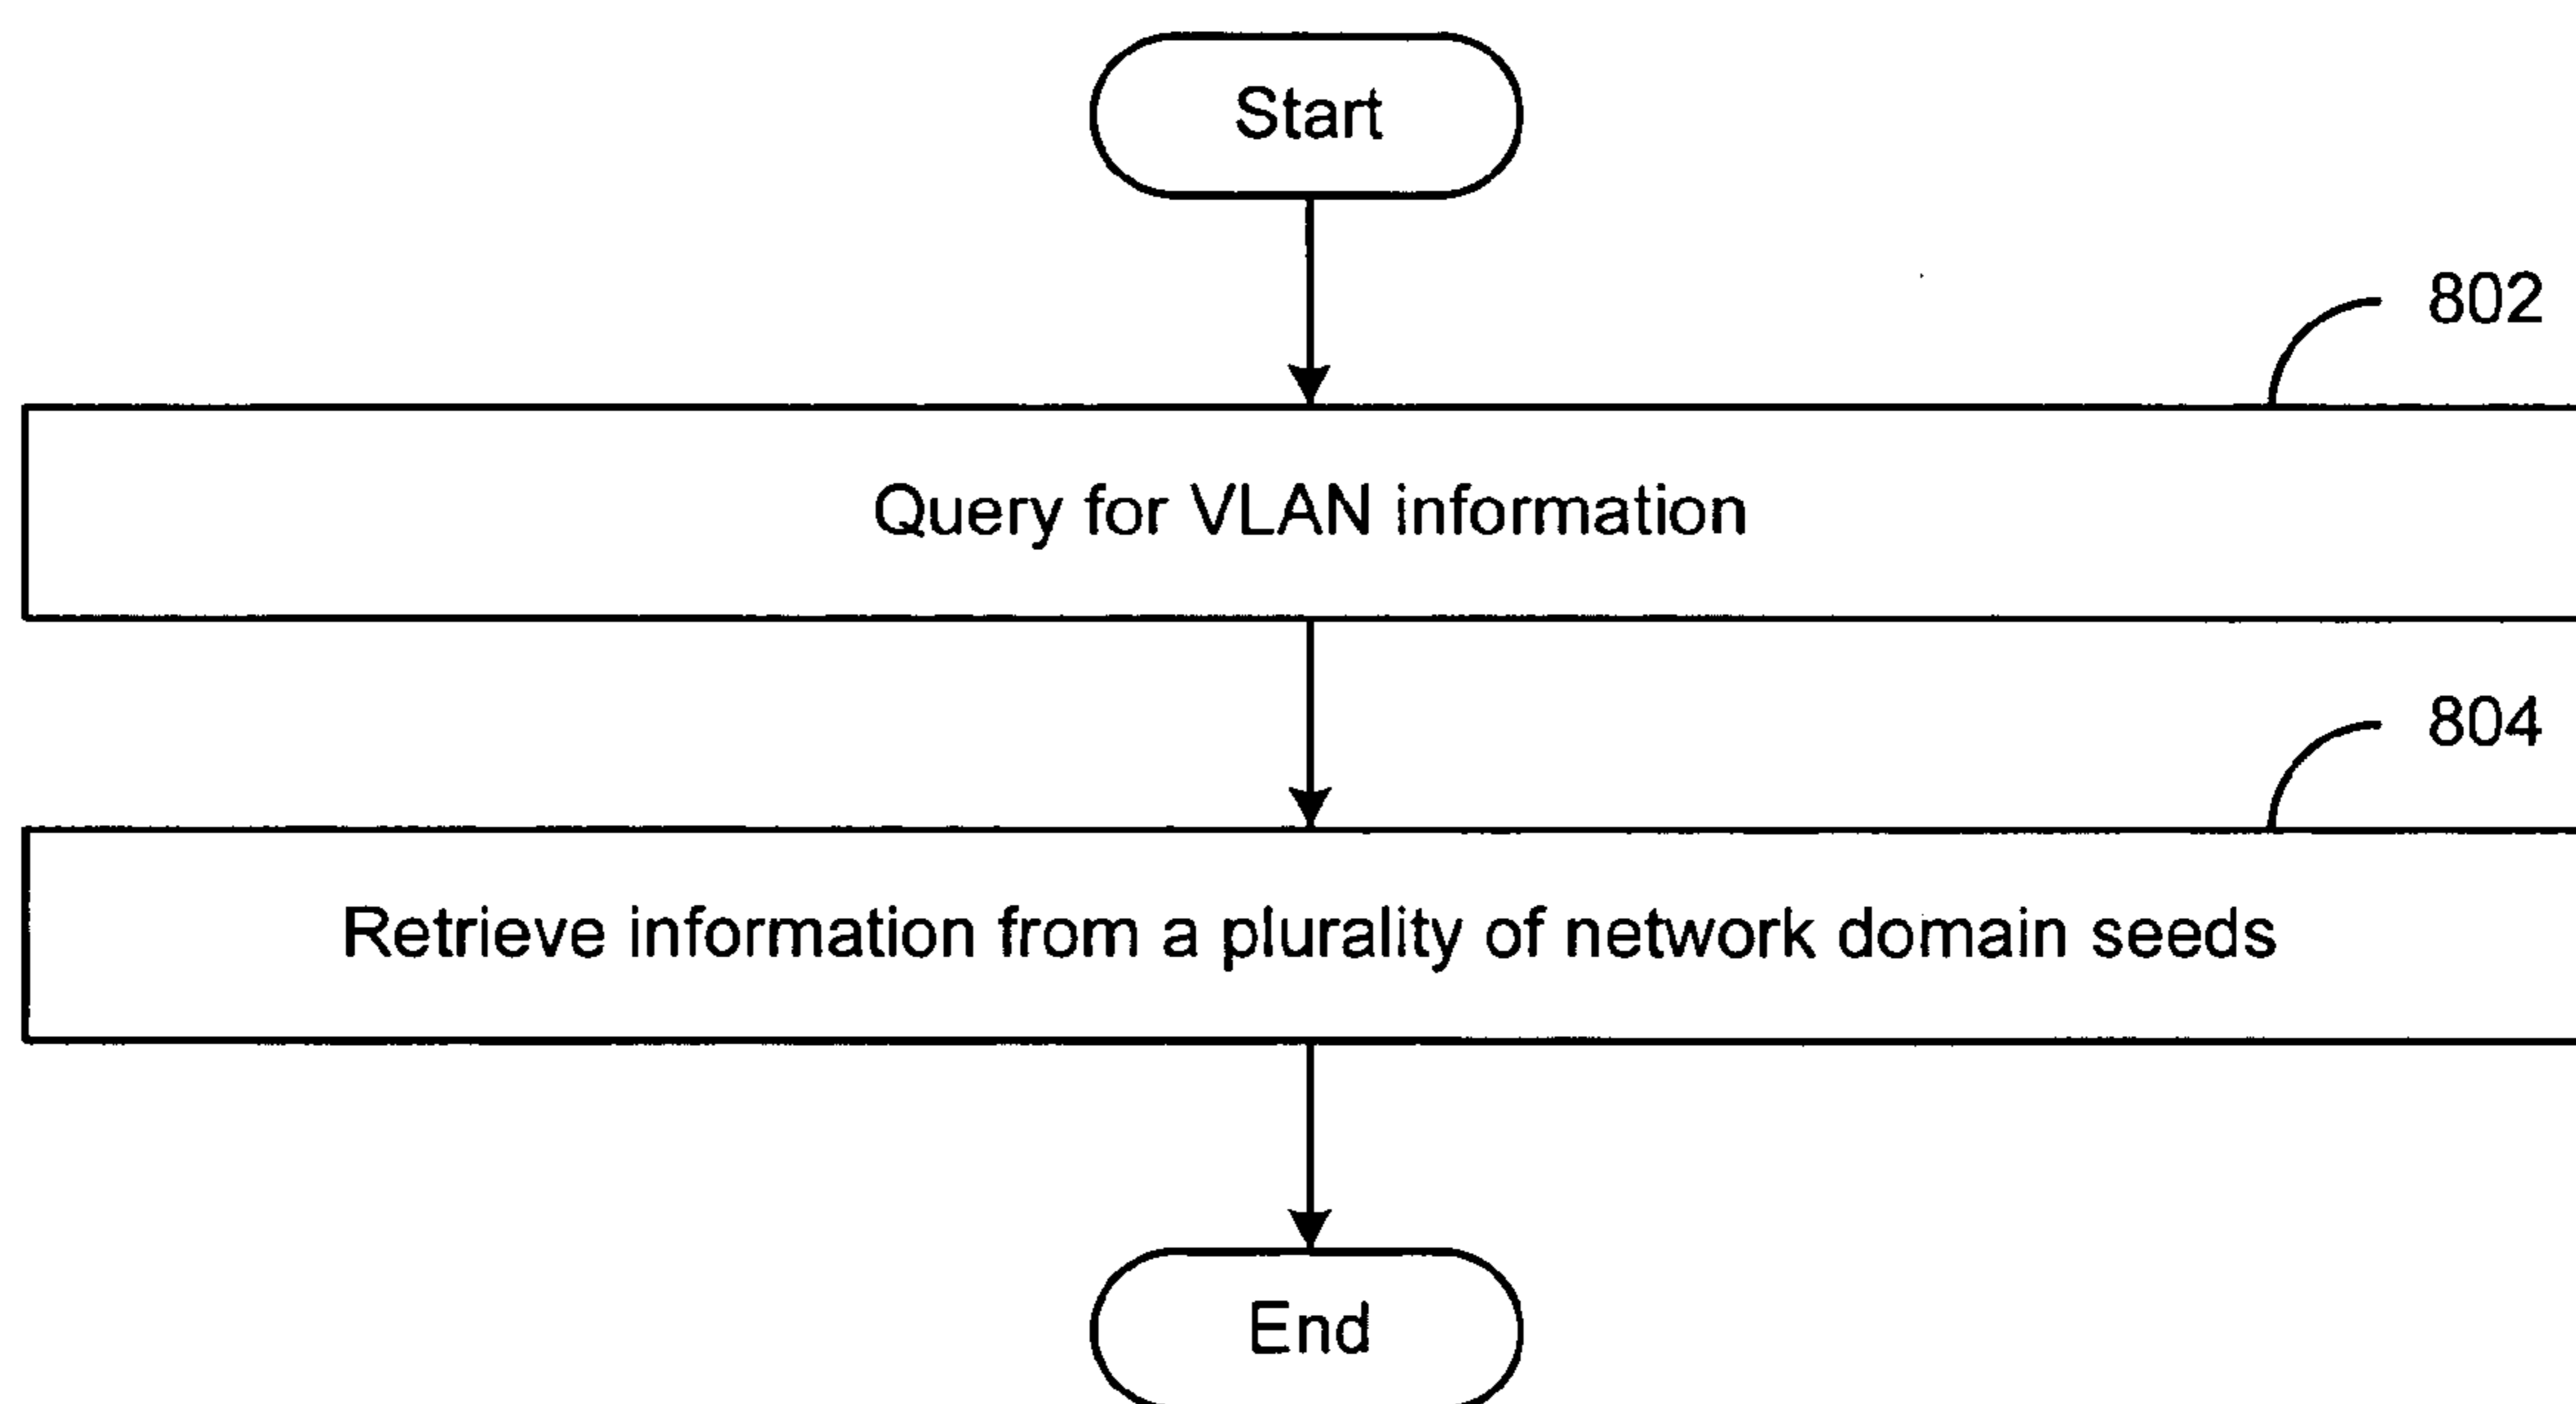 Start
802
Query for VLAN information
804
Retrieve information from a plurality of network domain seeds
End